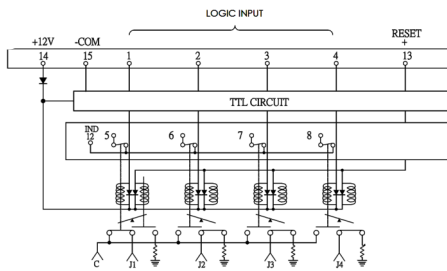 LOGIC INPUT
+12V -COM RESET +
14 15 1 2 3 4 13
TTL CIRCUIT
IND
12 5 6 7 8
C J1 J2 J3 J4